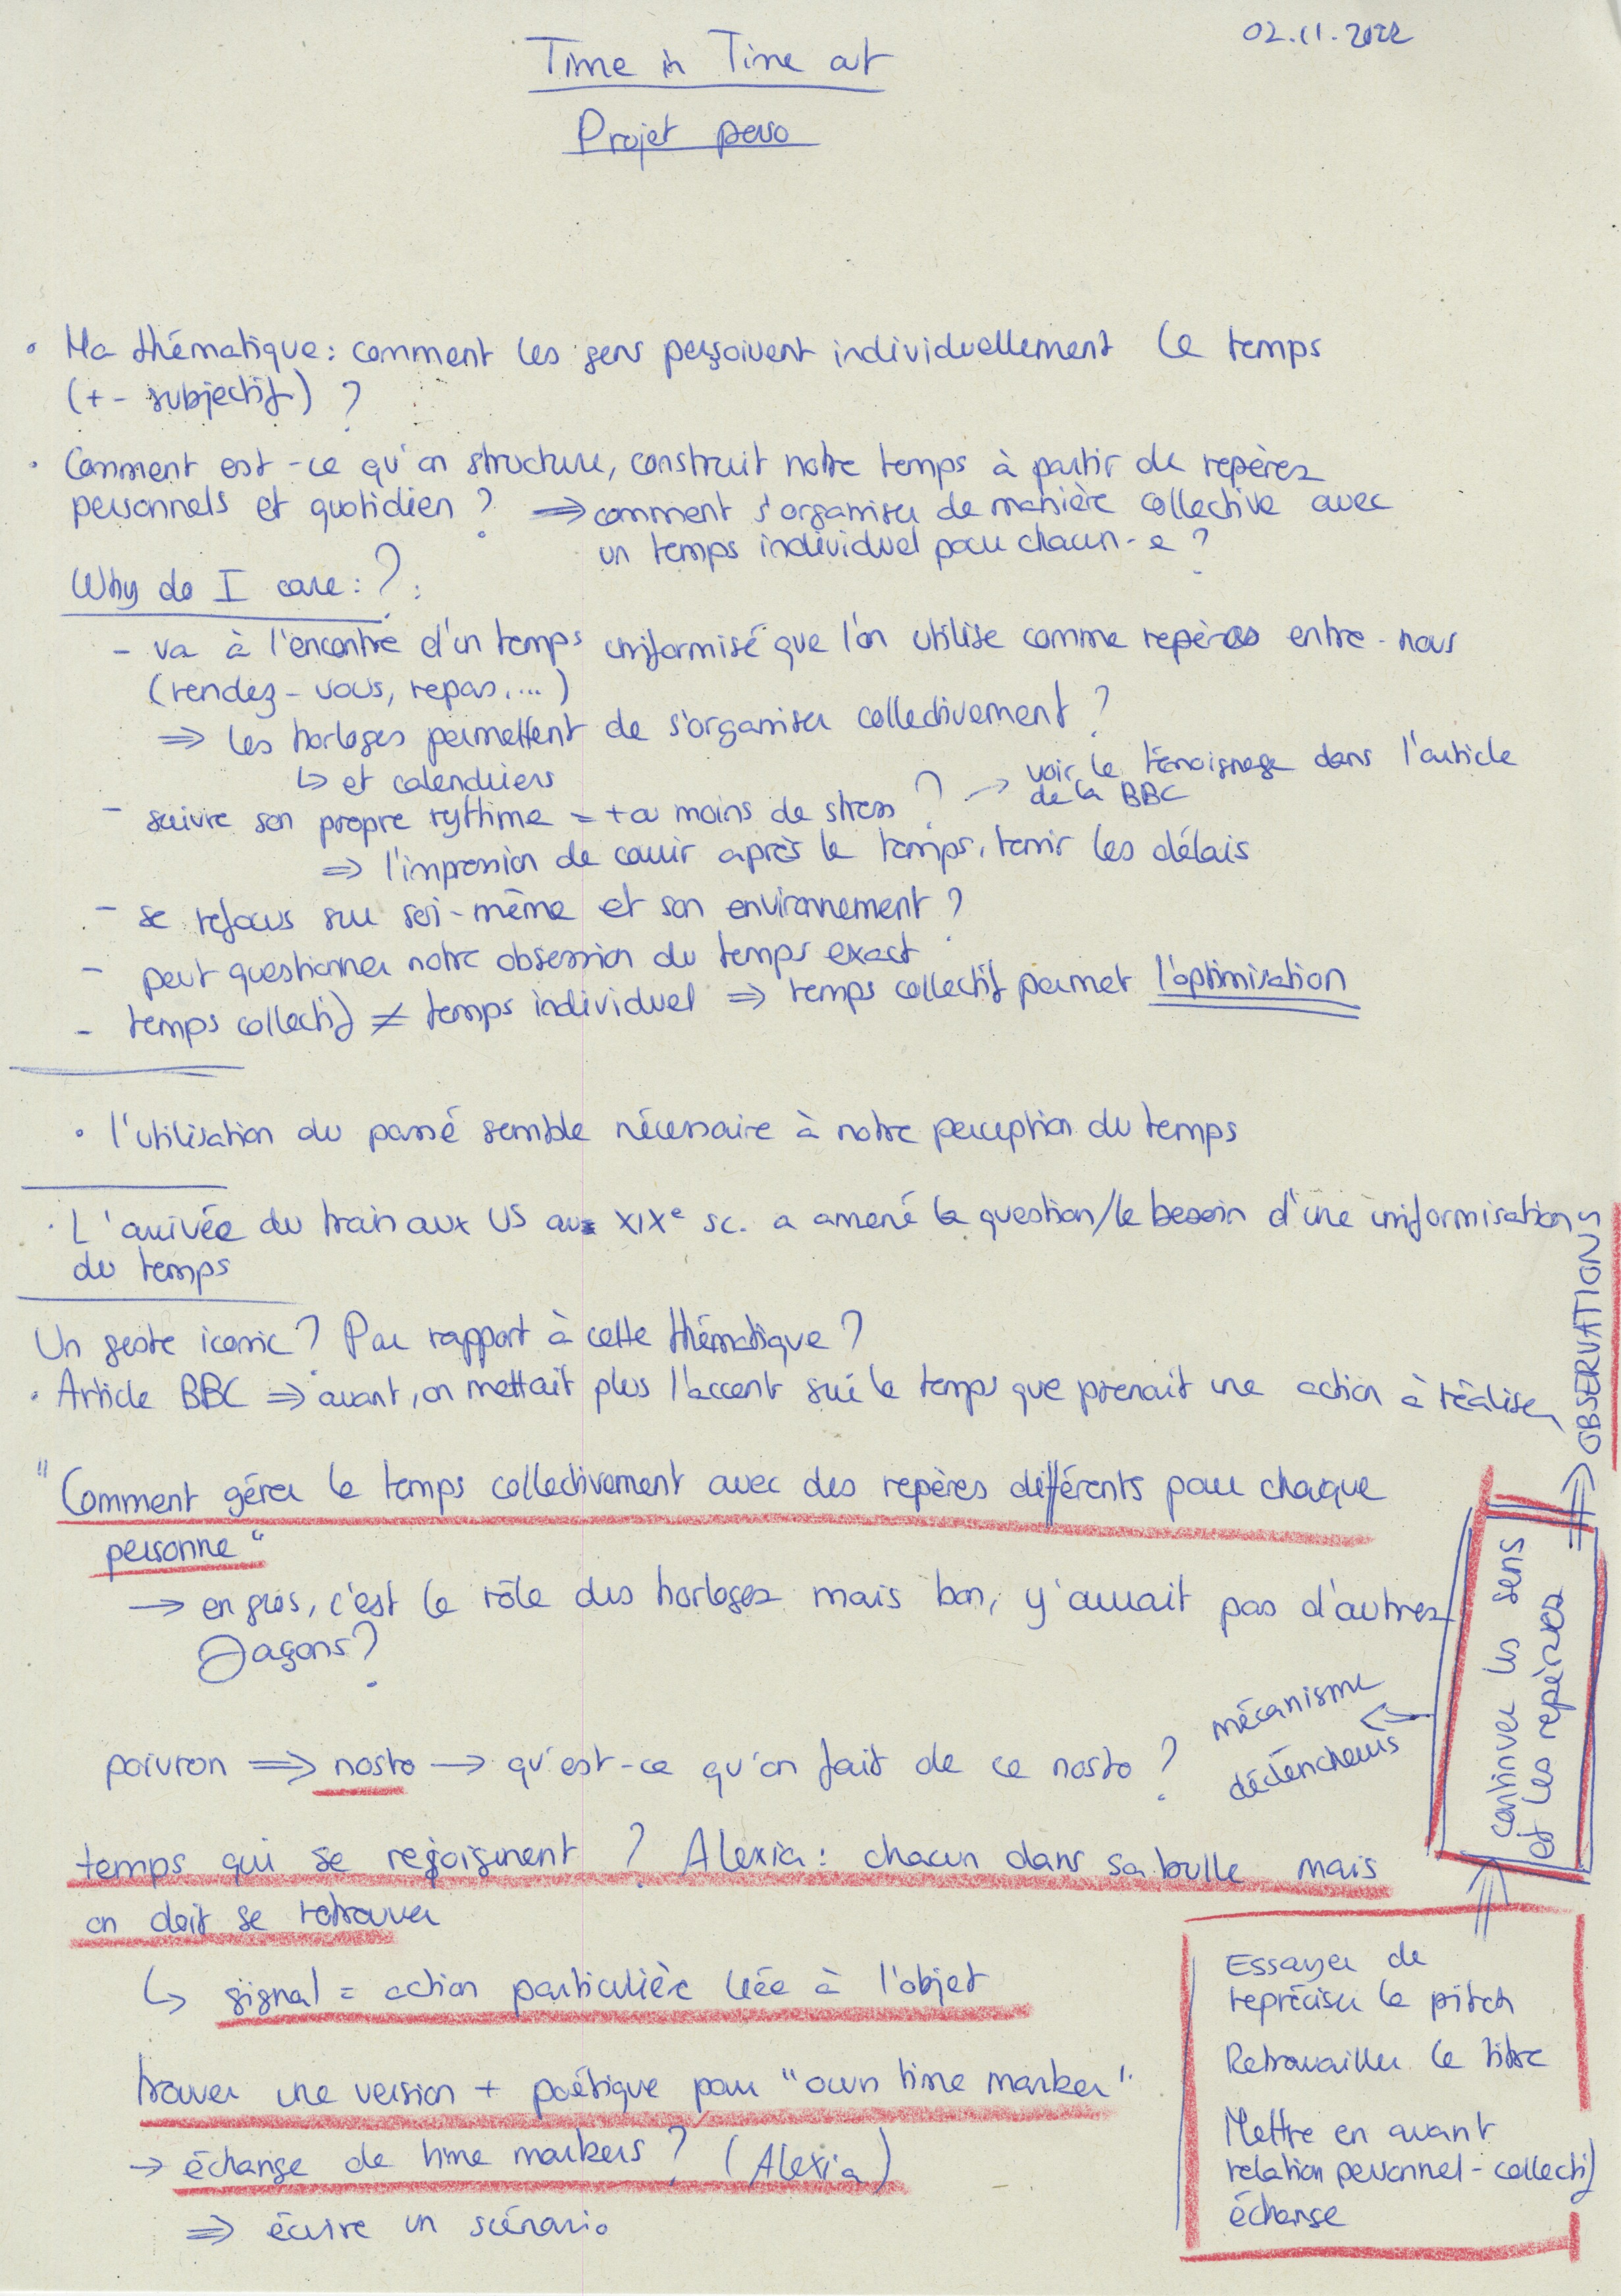 02.11.2022
Time in Time out
Projet perso
• Ma thématique : comment les gens perçoivent individuellement le temps
(+- subjectif) ?
• Comment est-ce qu'on structure, construit notre temps à partir de repères
personnels et quotidien ? ⇒ comment s'organiser de manière collective avec
un temps individuel pour chacun-e ?
Why do I care : ? :
- va à l'encontre d'un temps uniformisé que l'on utilise comme repères entre-nous
(rendez-vous, repas, ...)
⇒ les horloges permettent de s'organiser collectivement ?
↳ et calendriers
- suivre son propre rythme = + ou moins de stress ? → voir le témoignage dans l'article
de la BBC
⇒ l'impression de courir après le temps, tenir les délais
- se refocus sur soi-même et son environnement ?
- peut questionner notre obsession du temps exact
- temps collectif ≠ temps individuel ⇒ temps collectif permet l'optimisation
• l'utilisation du passé semble nécessaire à notre perception du temps
• L'arrivée du train aux US au XIXe sc. a amené la question/le besoin d'une uniformisation
du temps
Un geste iconic ? Par rapport à cette thématique ?
• Article BBC ⇒ avant, on mettait plus l'accent sur le temps que prenait une action à réaliser
"Comment gérer le temps collectivement avec des repères différents pour chaque
personne"
→ en gros, c'est le rôle des horloges mais bon, y'aurait pas d'autres
façons ?
poivron ⇒ nosto → qu'est-ce qu'on fait de ce nosto ?
mécanisme
déclencheurs
continuer les sens
et les repères
⇒ OBSERVATIONS
temps qui se rejoignent ? Alexia : chacun dans sa bulle mais
on doit se retrouver
↳ signal = action particulière liée à l'objet
trouver une version + poétique pour "own time marker"
→ échange de time markers ? (Alexia)
⇒ écrire un scénario
Essayer de
repréciser le pitch
Retravailler le titre
Mettre en avant
relation personnel-collectif
échange